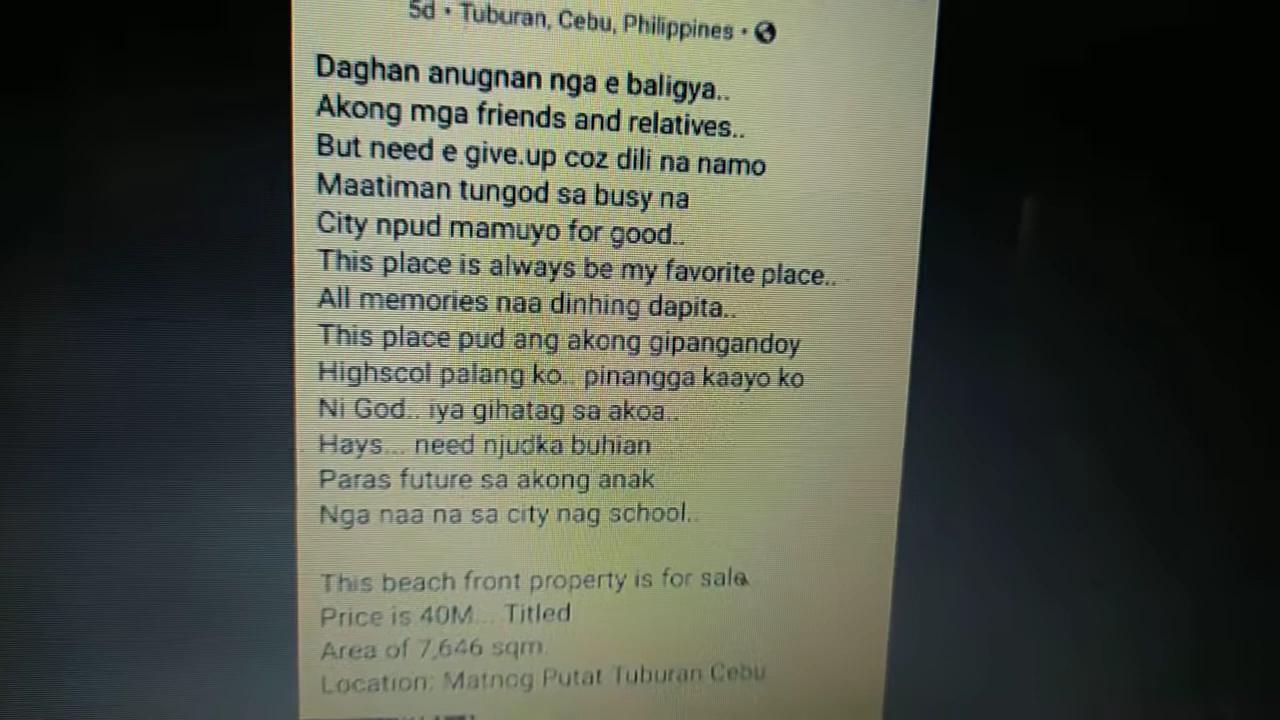 5d • Tuburan, Cebu, Philippines •
Daghan anugnan nga e baligya..
Akong mga friends and relatives..
But need e give.up coz dili na namo
Maatiman tungod sa busy na
City npud mamuyo for good..
This place is always be my favorite place..
All memories naa dinhing dapita..
This place pud ang akong gipangandoy
Highscol palang ko.. pinangga kaayo ko
Ni God.. iya gihatag sa akoa..
Hays... need njudka buhian
Paras future sa akong anak
Nga naa na sa city nag school..
This beach front property is for sale
Price is 40M... Titled
Area of 7,646 sqm
Location: Matnog Putat Tuburan Cebu